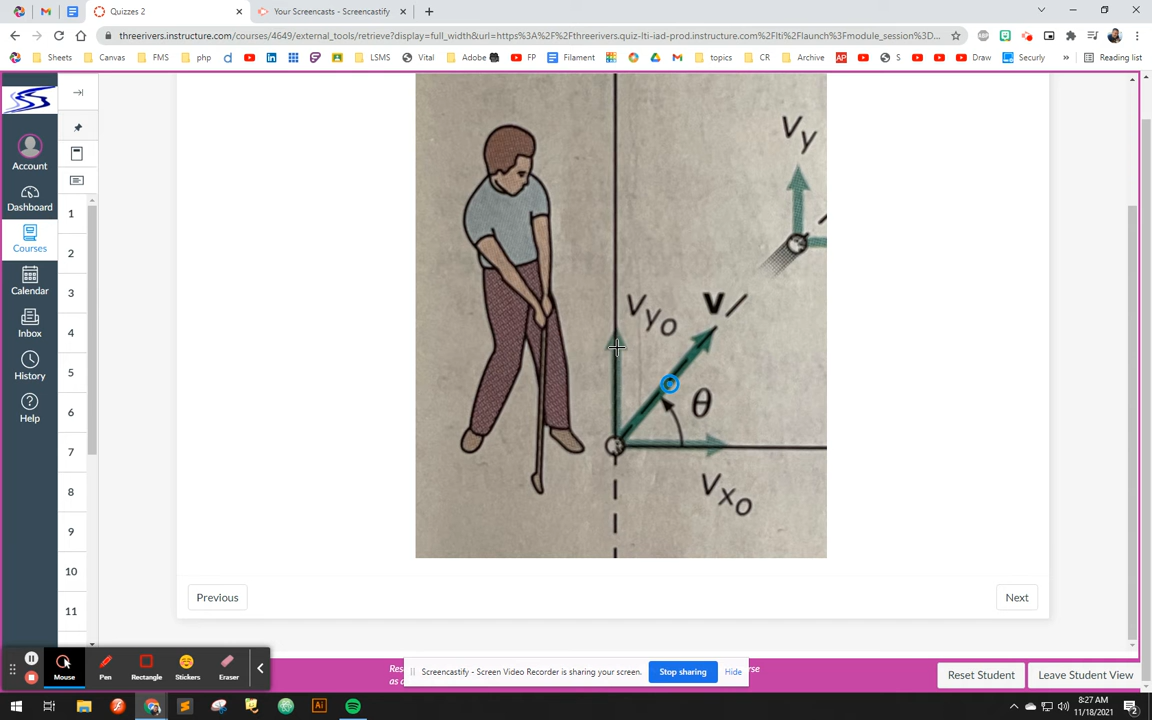 Quizzes 2
Your Screencasts - Screencastify
threerivers.instructure.com/courses/4649/external_tools/retrieve?display=full_width&url=https%3A%2F%2Fthreerivers.quiz-lti-iad-prod.instructure.com%2Flti%2Flaunch%3Fmodule_session%3D...
Sheets Canvas FMS php LSMS Vital Adobe FP Filament topics CR Archive AP S Draw Securly » Reading list
Account
Dashboard
Courses
Calendar
Inbox
History
Help
1
2
3
4
5
6
7
8
9
10
11
Vy
Vyo
V
θ
Vxo
Previous
Next
Mouse Pen Rectangle Stickers Eraser
Screencastify - Screen Video Recorder is sharing your screen. Stop sharing Hide
Reset Student
Leave Student View
8:27 AM
11/18/2021
2